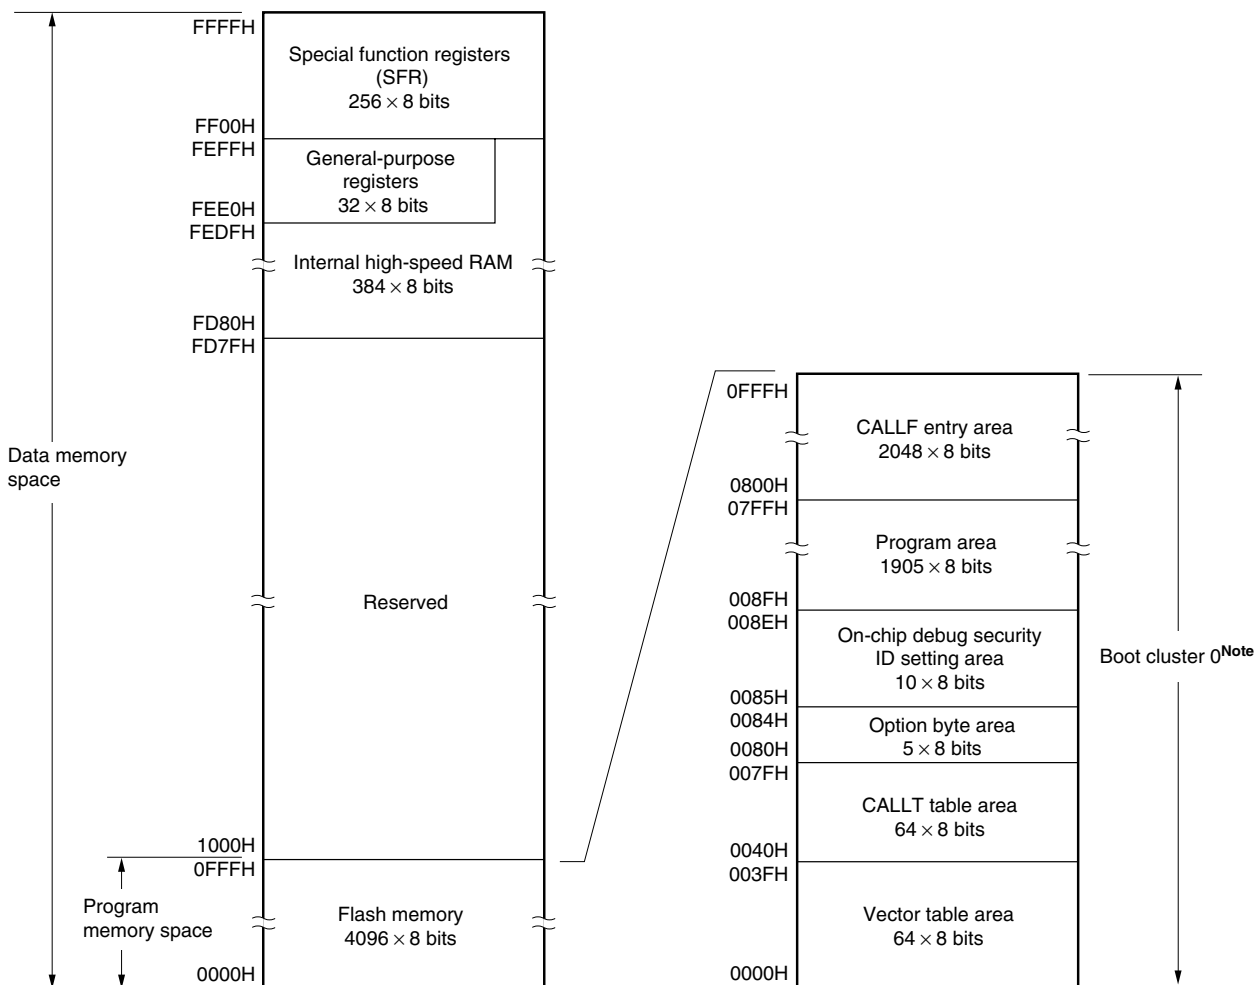 FFFFH
Special function registers
(SFR)
256 × 8 bits
FF00H
FEFFH
General-purpose
registers
32 × 8 bits
FEE0H
FEDFH
Internal high-speed RAM
384 × 8 bits
FD80H
FD7FH
Data memory
space
Reserved
1000H
0FFFH
Program
memory space
Flash memory
4096 × 8 bits
0000H
0FFFH
CALLF entry area
2048 × 8 bits
0800H
07FFH
Program area
1905 × 8 bits
008FH
008EH
On-chip debug security
ID setting area
10 × 8 bits
0085H
0084H
Option byte area
5 × 8 bits
0080H
007FH
CALLT table area
64 × 8 bits
0040H
003FH
Vector table area
64 × 8 bits
0000H
Boot cluster 0Note